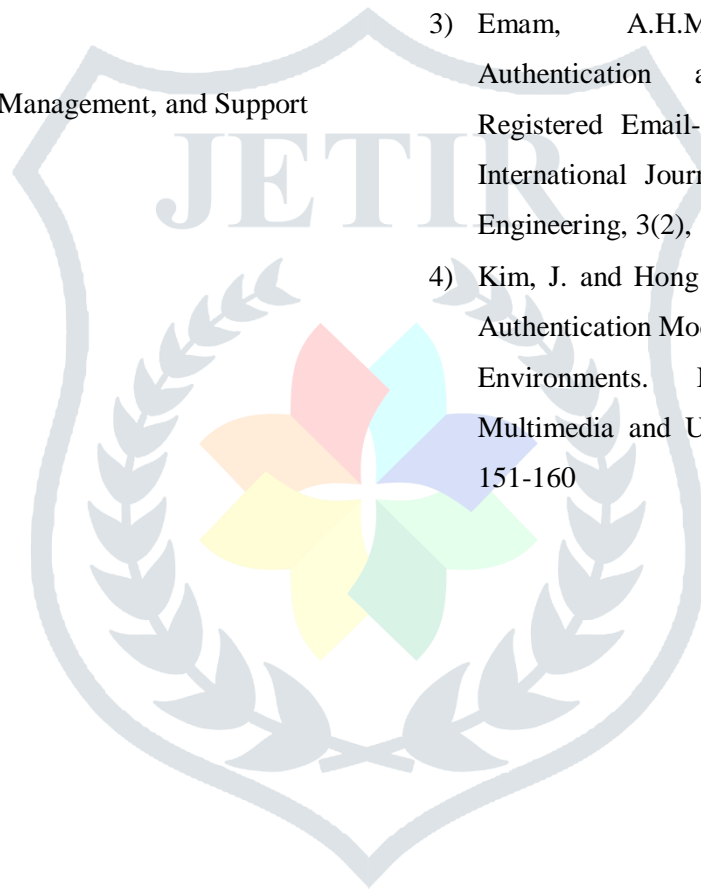 Management, and Support
JETIR
3) Emam, A.H.M
Authentication a
Registered Email-
International Journ
Engineering, 3(2),
4) Kim, J. and Hong
Authentication Mod
Environments.
Multimedia and U
151-160